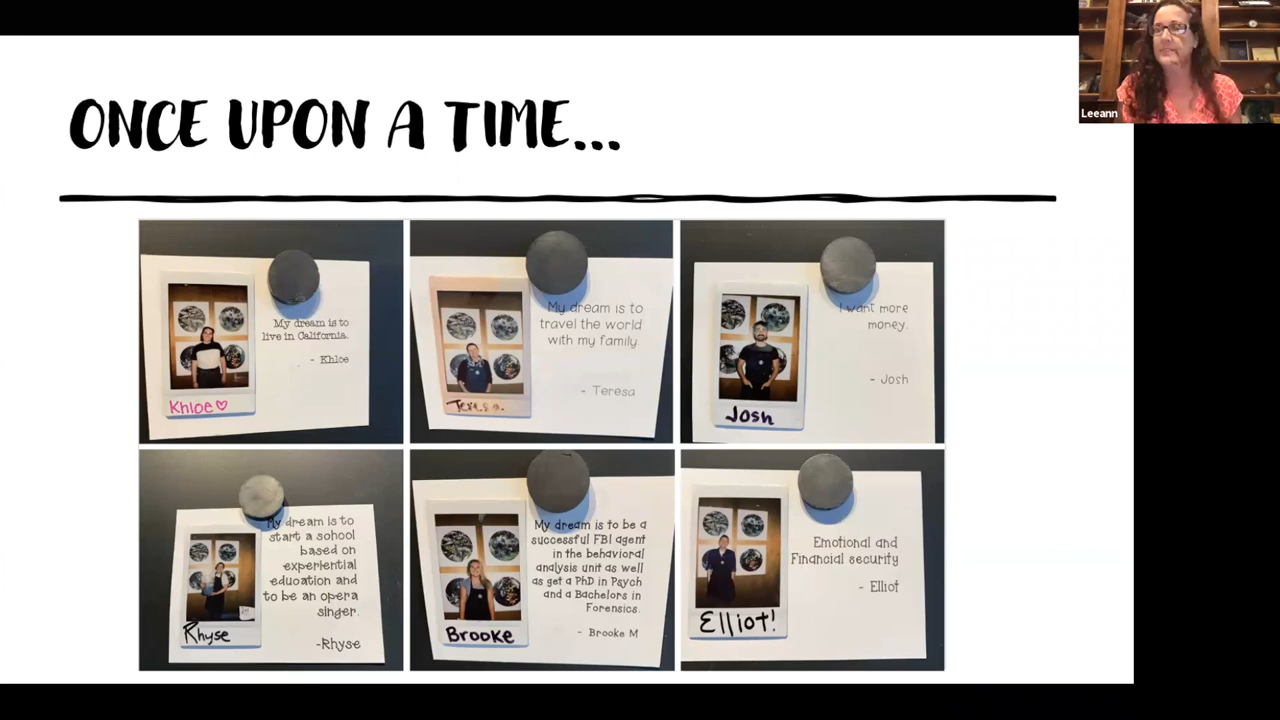 Leeann
ONCE UPON A TIME...
My dream is to
live in California.
- Khloe
Khloe♡
My dream is to
travel the world
with my family.
- Teresa
Teresa.
I want more
money.
- Josh
Josh
My dream is to
start a school
based on
experiential
education and
to be an opera
singer.
-Rhyse
Rhyse
My dream is to be a
successful FBI agent
in the behavioral
analysis unit as well
as get a PhD in Psych
and a Bachelors in
Forensics.
- Brooke M
Brooke
Emotional and
Financial security
- Elliot
Elliot!